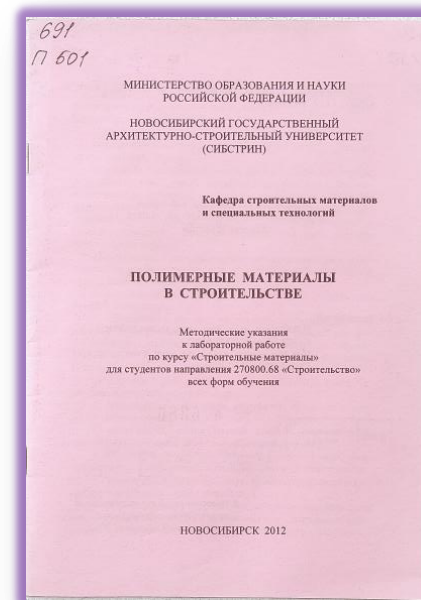 691
П 601
МИНИСТЕРСТВО ОБРАЗОВАНИЯ И НАУКИ
РОССИЙСКОЙ ФЕДЕРАЦИИ
НОВОСИБИРСКИЙ ГОСУДАРСТВЕННЫЙ
АРХИТЕКТУРНО-СТРОИТЕЛЬНЫЙ УНИВЕРСИТЕТ
(СИБСТРИН)
Кафедра строительных материалов
и специальных технологий
ПОЛИМЕРНЫЕ МАТЕРИАЛЫ
В СТРОИТЕЛЬСТВЕ
Методические указания
к лабораторной работе
по курсу «Строительные материалы»
для студентов направления 270800.68 «Строительство»
всех форм обучения
НОВОСИБИРСК 2012